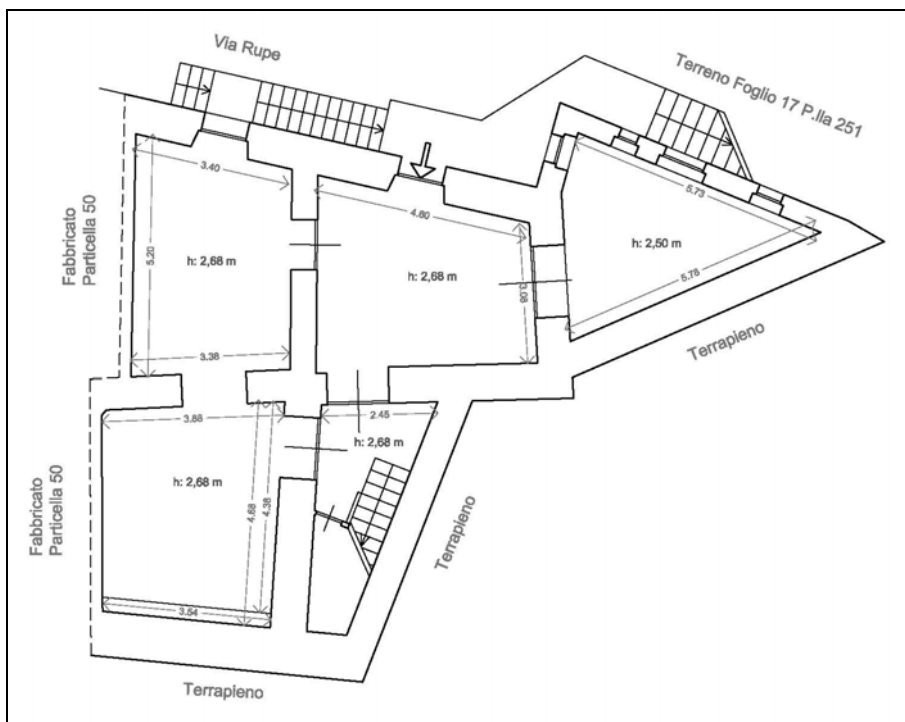 Via Rupe
Terreno Foglio 17 P.lla 251
3.40
4.60
5.73
Fabbricato
Particella 50
5.20
h: 2,68 m
h: 2,68 m
3.08
h: 2,50 m
5.76
3.38
Terrapieno
3.88
2.45
h: 2,68 m
h: 2,68 m
4.68
4.38
Fabbricato
Particella 50
Terrapieno
3.54
Terrapieno